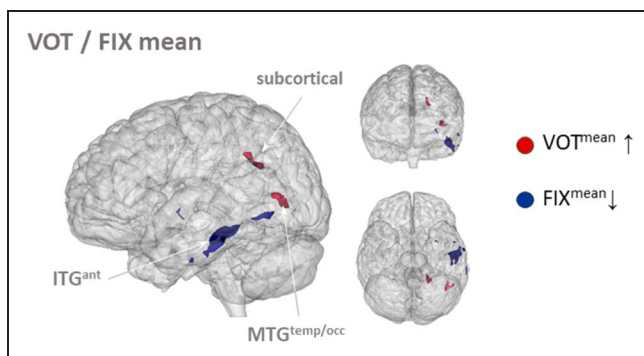 VOT / FIX mean
subcortical
VOTmean ↑
FIXmean ↓
ITGant
MTGtemp/occ